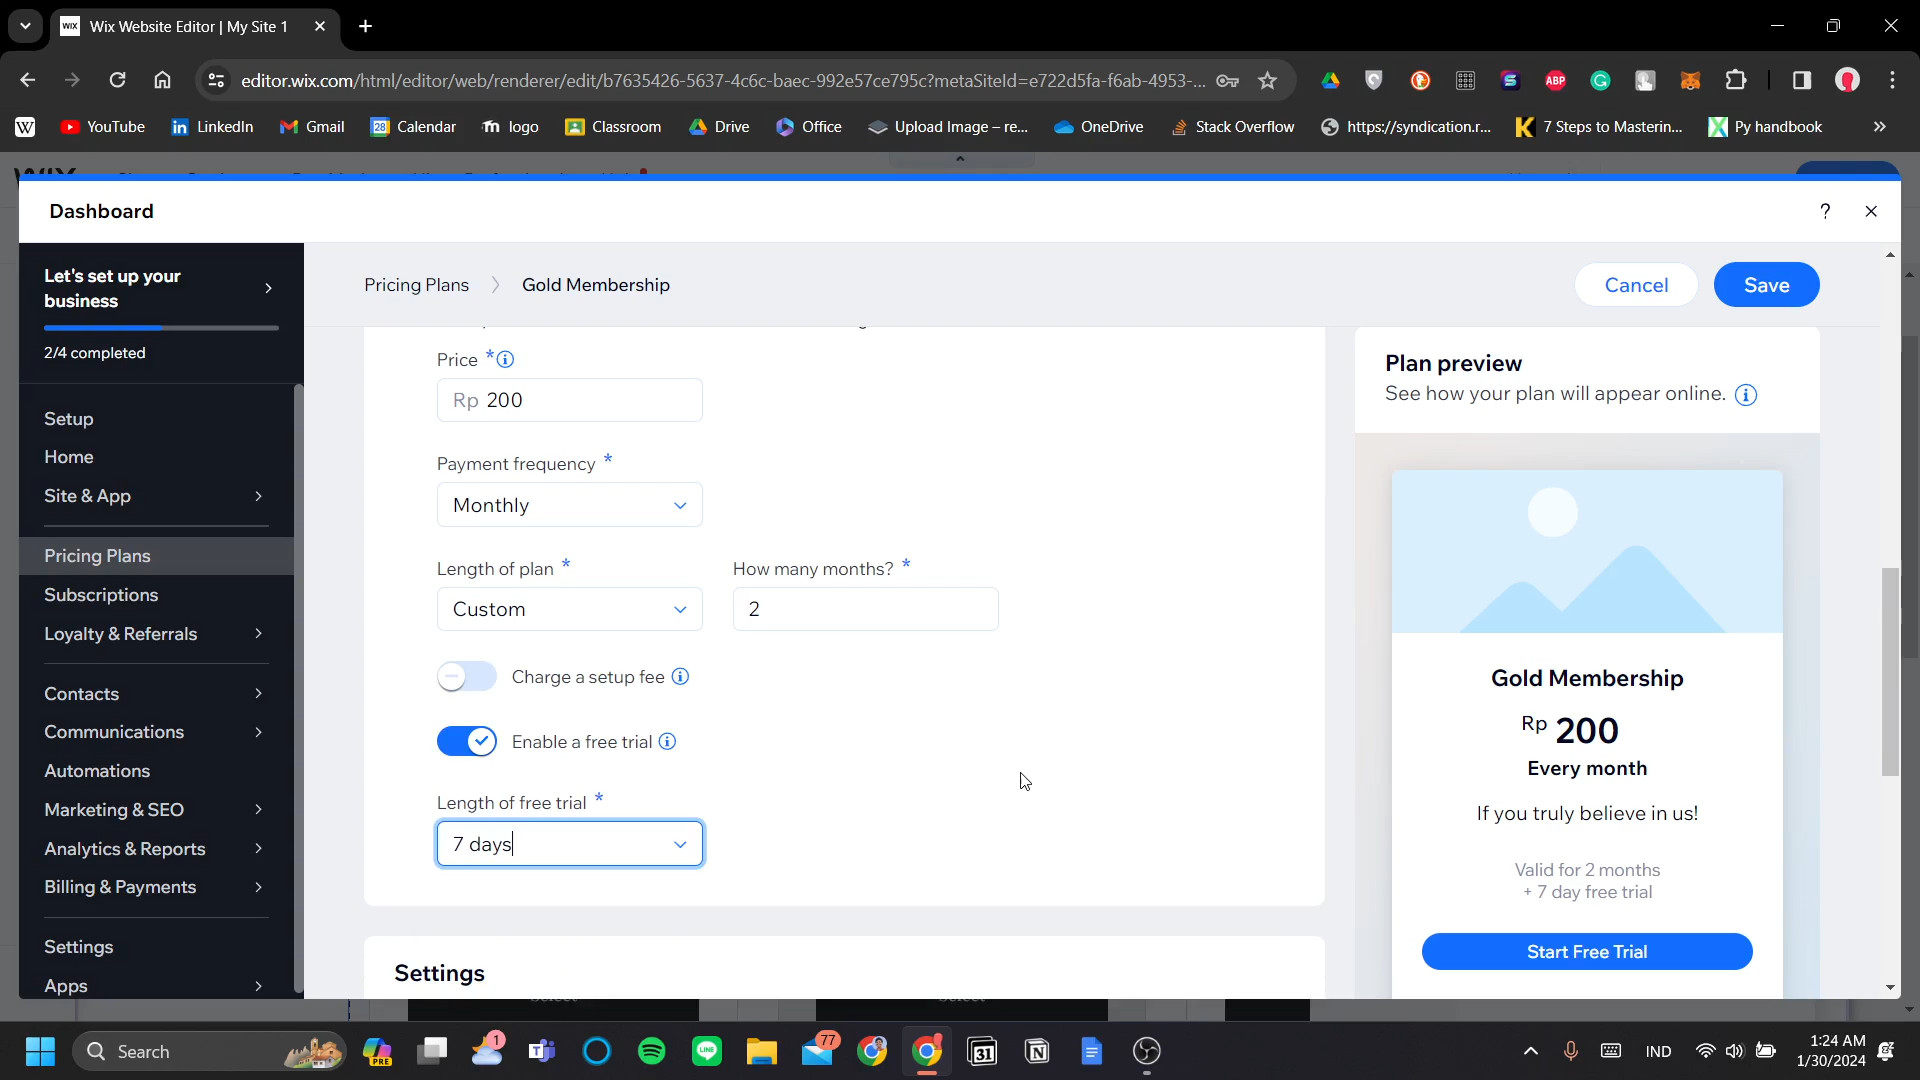 Wix Website Editor | My Site 1
editor.wix.com/html/editor/web/renderer/edit/b7635426-5637-4c6c-baec-992e57ce795c?metaSiteId=e722d5fa-f6ab-4953-...
YouTube LinkedIn Gmail Calendar logo Classroom Drive Office Upload Image – re... OneDrive Stack Overflow https://syndication.r... 7 Steps to Masterin... Py handbook
Dashboard
?
Let's set up your
business
2/4 completed
Setup
Home
Site & App
Pricing Plans
Subscriptions
Loyalty & Referrals
Contacts
Communications
Automations
Marketing & SEO
Analytics & Reports
Billing & Payments
Settings
Apps
Pricing Plans > Gold Membership
Cancel
Save
Price *
Rp 200
Payment frequency *
Monthly
Length of plan *
Custom
How many months? *
2
Charge a setup fee
Enable a free trial
Length of free trial *
7 days
Settings
Plan preview
See how your plan will appear online.
Gold Membership
Rp 200
Every month
If you truly believe in us!
Valid for 2 months
+ 7 day free trial
Start Free Trial
Search
PRE
1
LINE
77
31
IND
1:24 AM
1/30/2024